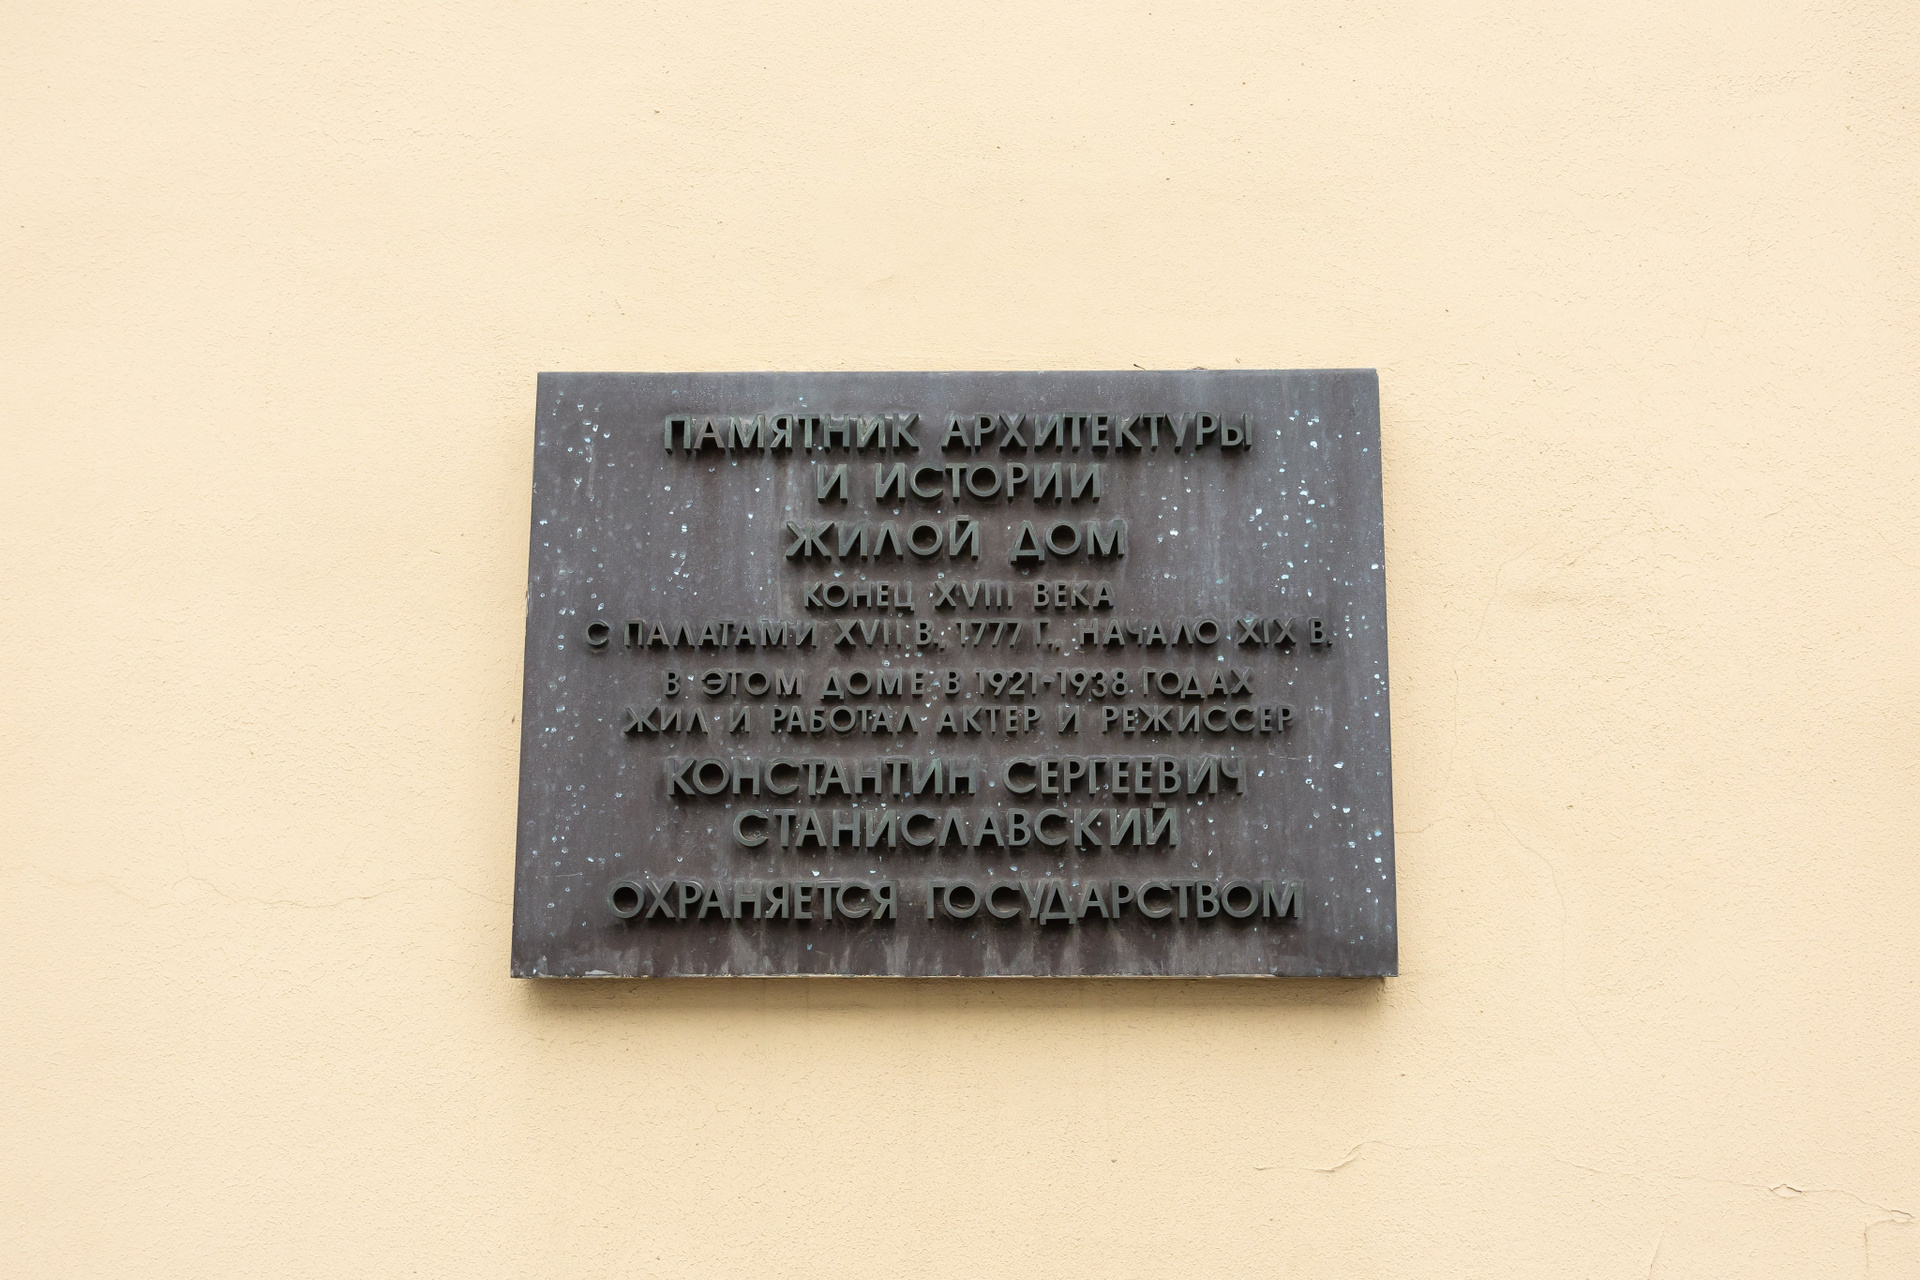 ПАМЯТНИК АРХИТЕКТУРЫ
И ИСТОРИИ
ЖИЛОЙ ДОМ
КОНЕЦ XVIII ВЕКА
С ПАЛАТАМИ XVII В., 1777 Г., НАЧАЛО XIX В.
В ЭТОМ ДОМЕ В 1921-1938 ГОДАХ
ЖИЛ И РАБОТАЛ АКТЕР И РЕЖИССЕР
КОНСТАНТИН СЕРГЕЕВИЧ
СТАНИСЛАВСКИЙ
ОХРАНЯЕТСЯ ГОСУДАРСТВОМ